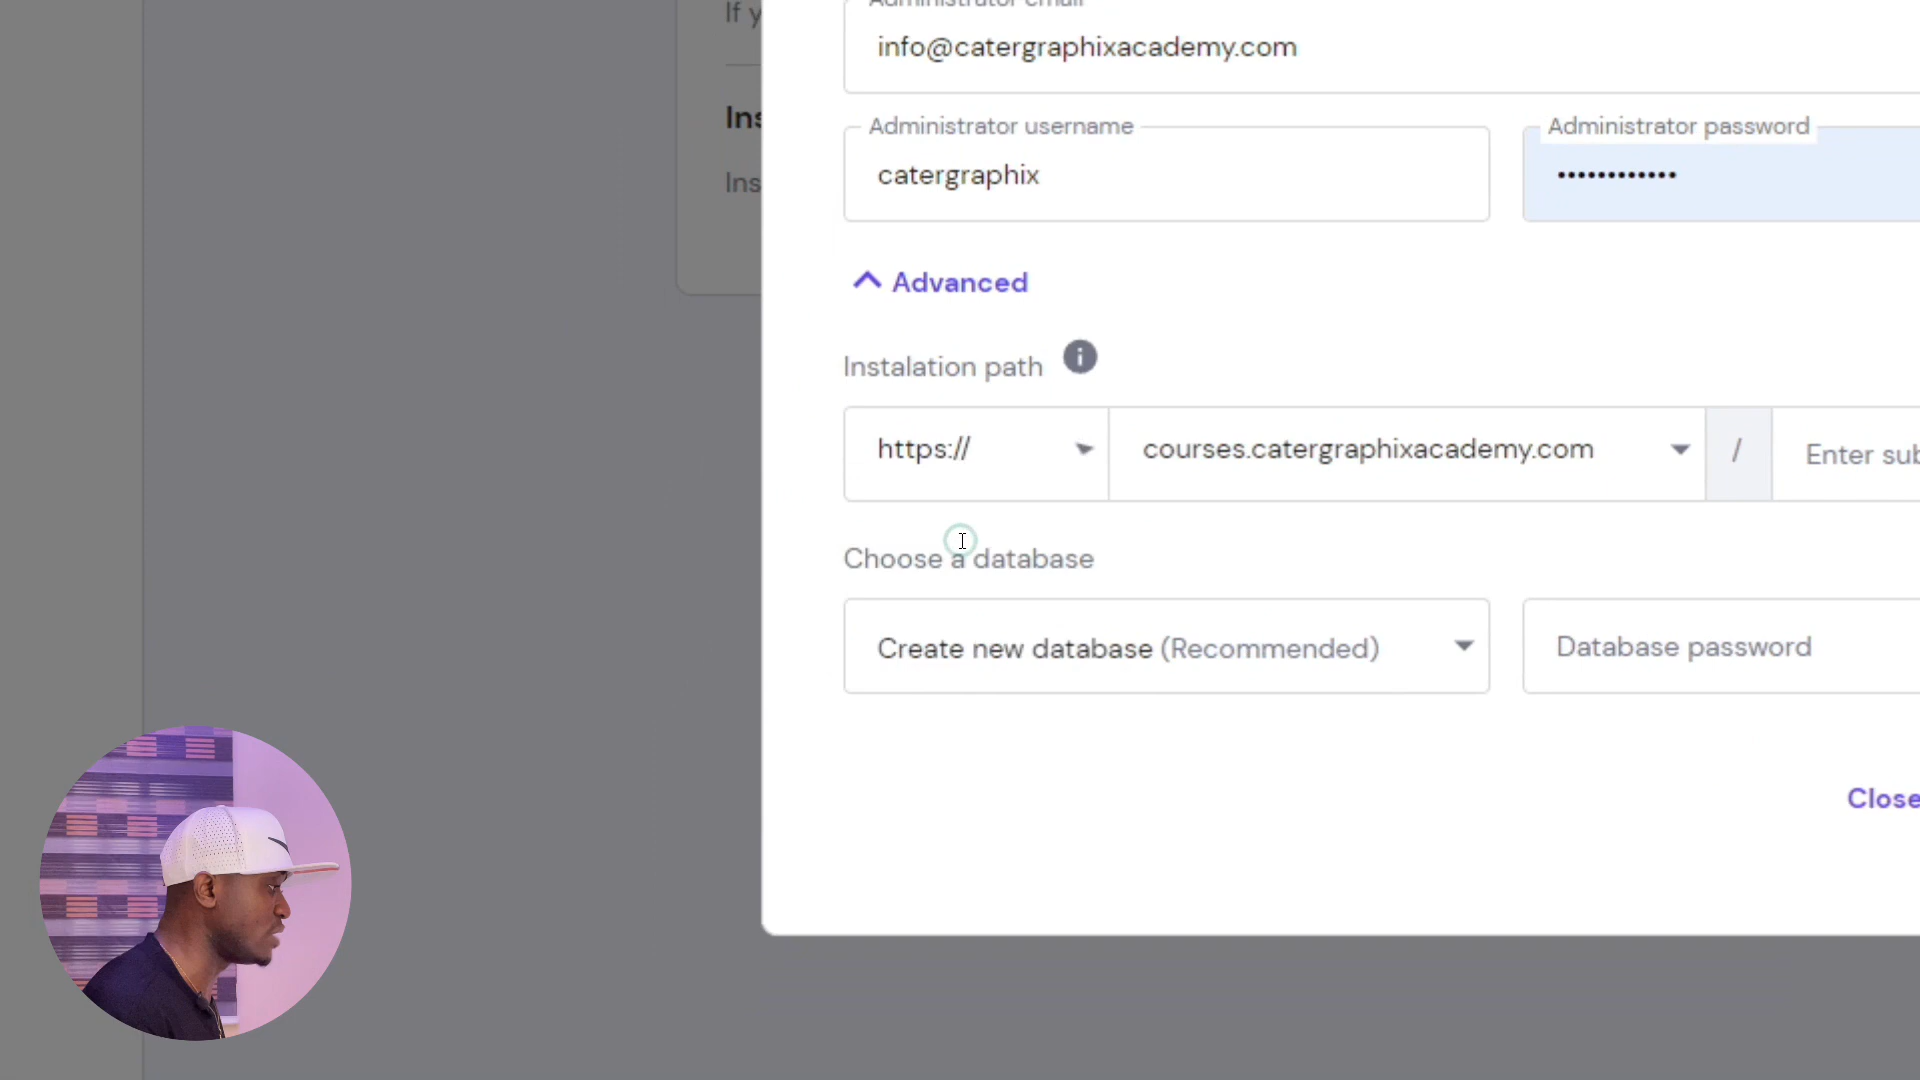 If y
Administrator email
info@catergraphixacademy.com
Ins
Administrator username
Administrator password
catergraphix
••••••••••••
Ins
Advanced
Instalation path
https://
courses.catergraphixacademy.com
/
Enter sub
Choose a database
Create new database (Recommended)
Database password
Close